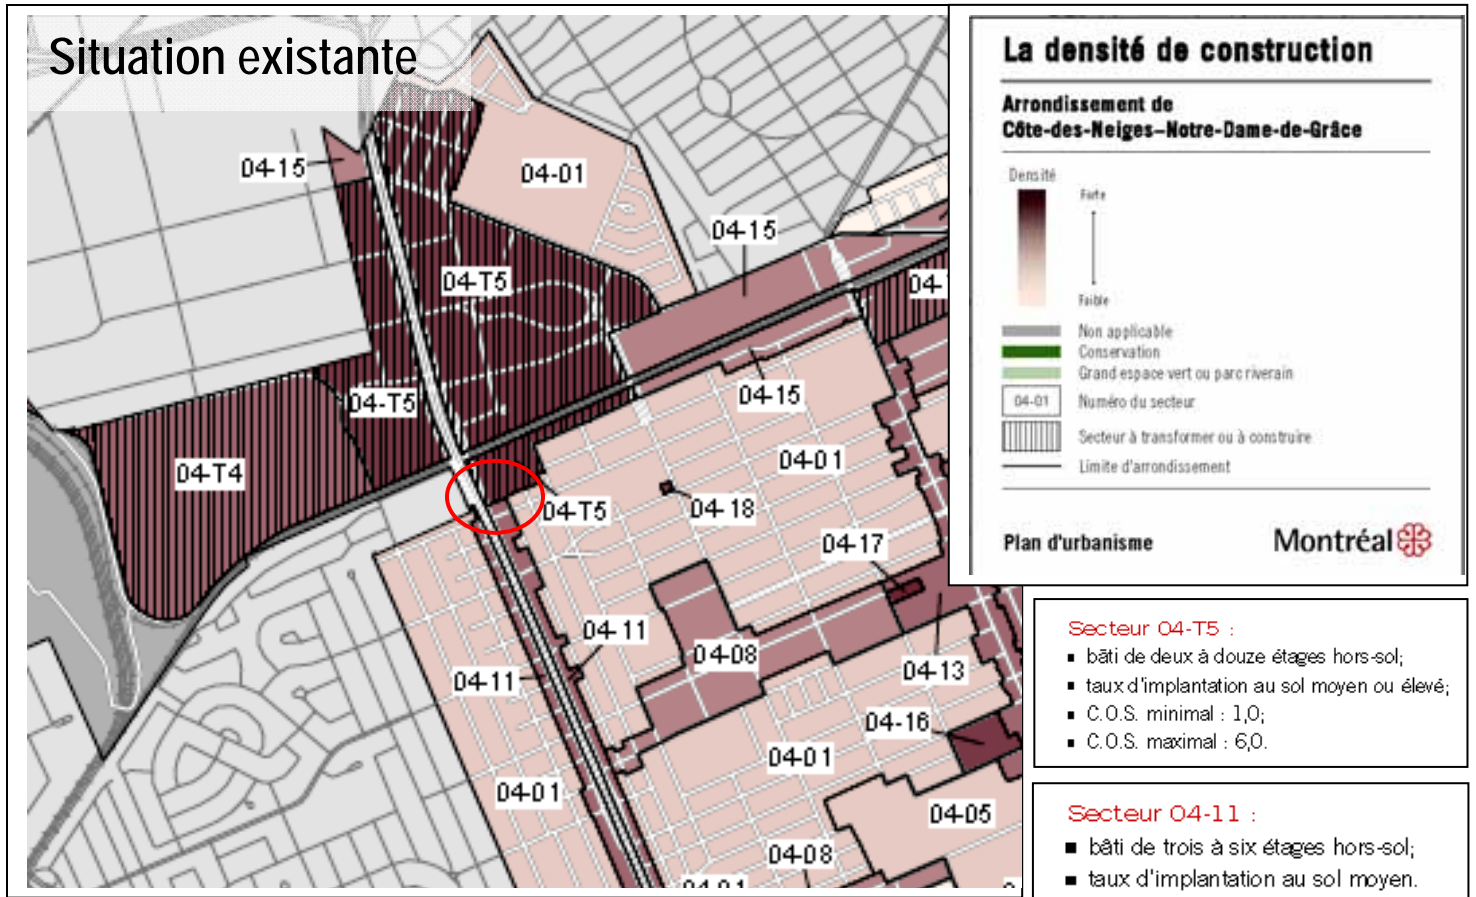 Situation existante
04-15
04-01
04-15
04-T5
04-
04-T5
04-15
04-T4
04-01
04-T5
04-18
04-17
04-11
04-08
04-11
04-13
04-16
04-01
04-01
04-05
04-08
04-01
La densité de construction
Arrondissement de
Côte-des-Neiges–Notre-Dame-de-Grâce
Densité
Forte
Faible
Non applicable
Conservation
Grand espace vert ou parc riverain
04-01 Numéro du secteur
Secteur à transformer ou à construire
Limite d'arrondissement
Plan d'urbanisme
Montréal
Secteur 04-T5 :
▪ bâti de deux à douze étages hors-sol;
▪ taux d'implantation au sol moyen ou élevé;
▪ C.O.S. minimal : 1,0;
▪ C.O.S. maximal : 6,0.
Secteur 04-11 :
▪ bâti de trois à six étages hors-sol;
▪ taux d'implantation au sol moyen.